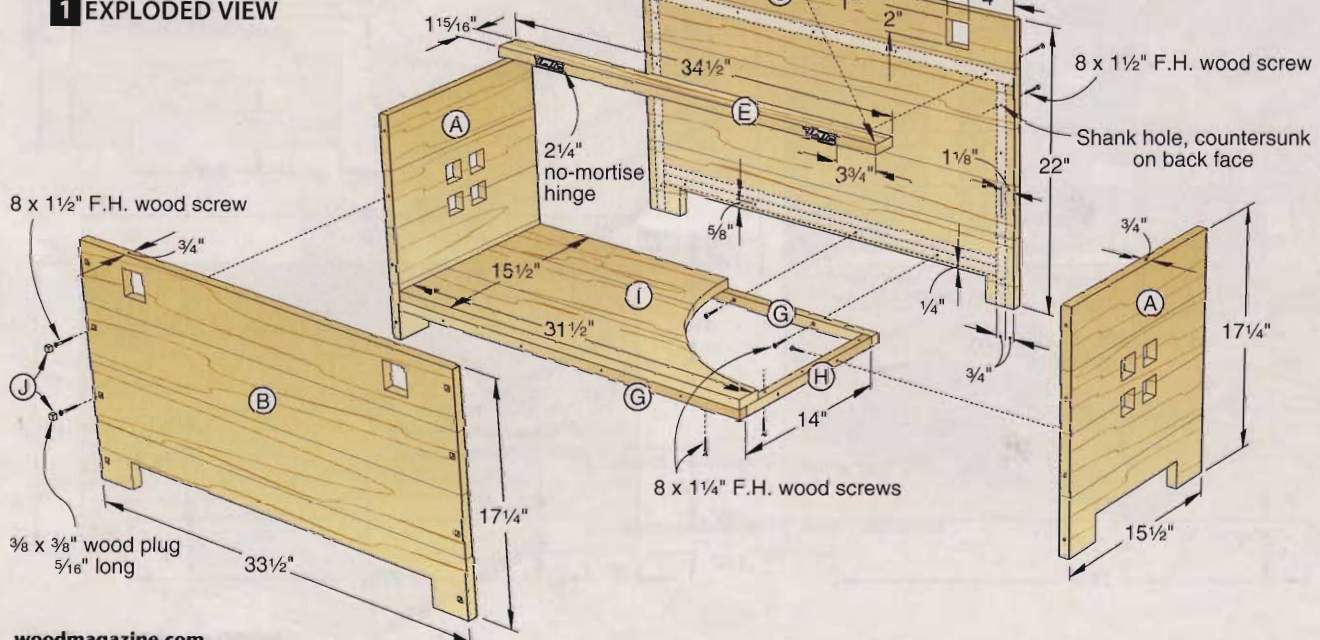 1 EXPLODED VIEW
1 15/16"
34 1/2"
2"
4"
8 x 1 1/2" F.H. wood screw
Shank hole, countersunk
on back face
E
A
2 1/4"
no-mortise
hinge
3 3/4"
1 1/8"
22"
8 x 1 1/2" F.H. wood screw
3/4"
5/8"
3/4"
15 1/2"
I
G
1/4"
A
17 1/4"
31 1/2"
H
3/4"
J
B
G
14"
8 x 1 1/4" F.H. wood screws
17 1/4"
15 1/2"
3/8 x 3/8" wood plug
5/16" long
33 1/2"
woodmagazine.com